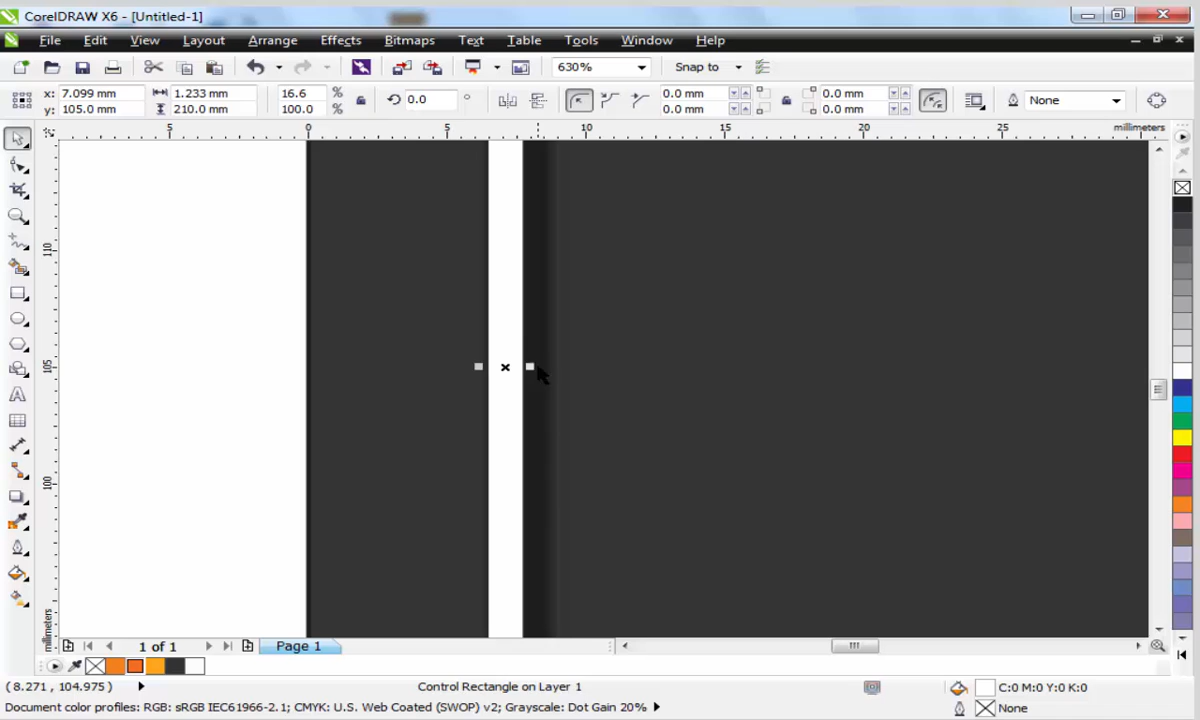 CorelDRAW X6 - [Untitled-1]
File Edit View Layout Arrange Effects Bitmaps Text Table Tools Window Help
630% Snap to
x: 7.099 mm 1.233 mm 16.6 % 0.0 ° 0.0 mm 0.0 mm None
y: 105.0 mm 210.0 mm 100.0 % 0.0 mm 0.0 mm
5 0 5 10 15 20 25 millimeters
110
105
100
millimeters
1 of 1 Page 1
(8.271 , 104.975) Control Rectangle on Layer 1 C:0 M:0 Y:0 K:0
Document color profiles: RGB: sRGB IEC61966-2.1; CMYK: U.S. Web Coated (SWOP) v2; Grayscale: Dot Gain 20% None